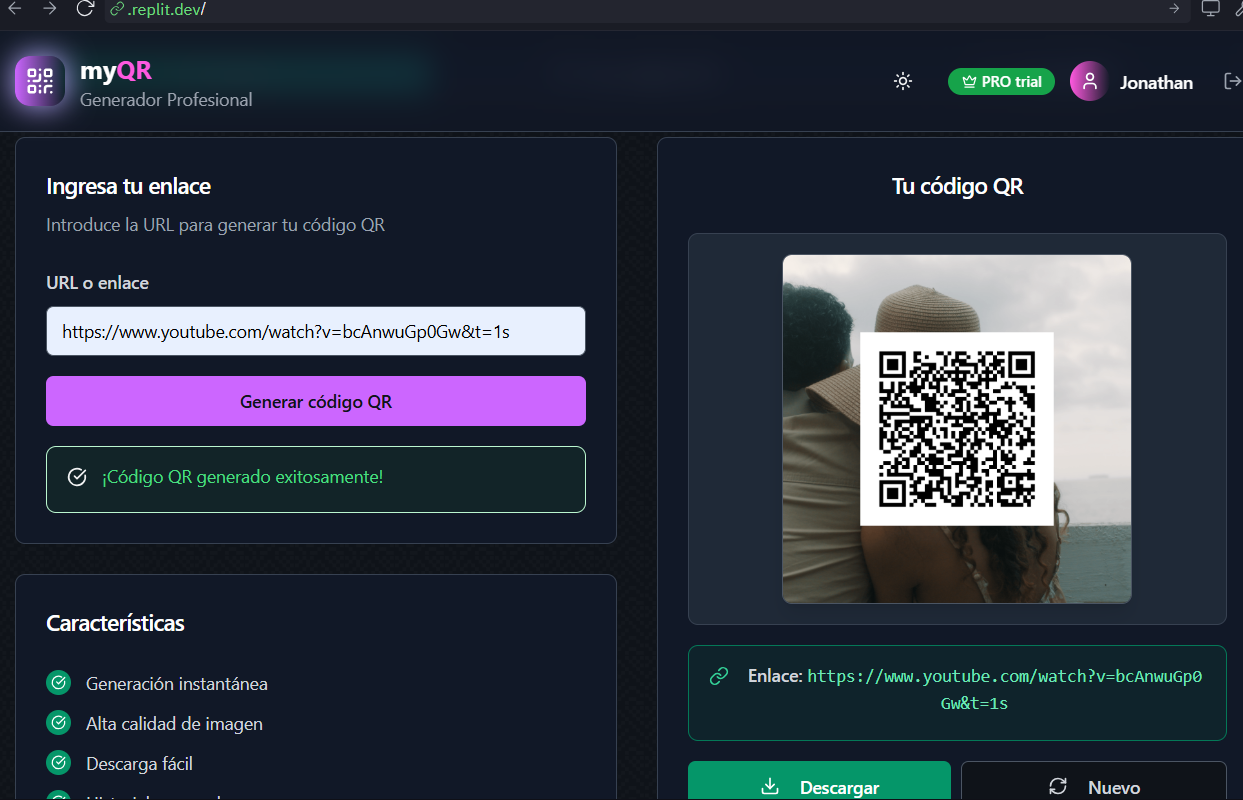 .replit.dev/
myQR
Generador Profesional
PRO trial
Jonathan
Ingresa tu enlace
Introduce la URL para generar tu código QR
URL o enlace
https://www.youtube.com/watch?v=bcAnwuGp0Gw&t=1s
Generar código QR
¡Código QR generado exitosamente!
Características
Generación instantánea
Alta calidad de imagen
Descarga fácil
Tu código QR
Enlace: https://www.youtube.com/watch?v=bcAnwuGp0
Gw&t=1s
Descargar
Nuevo